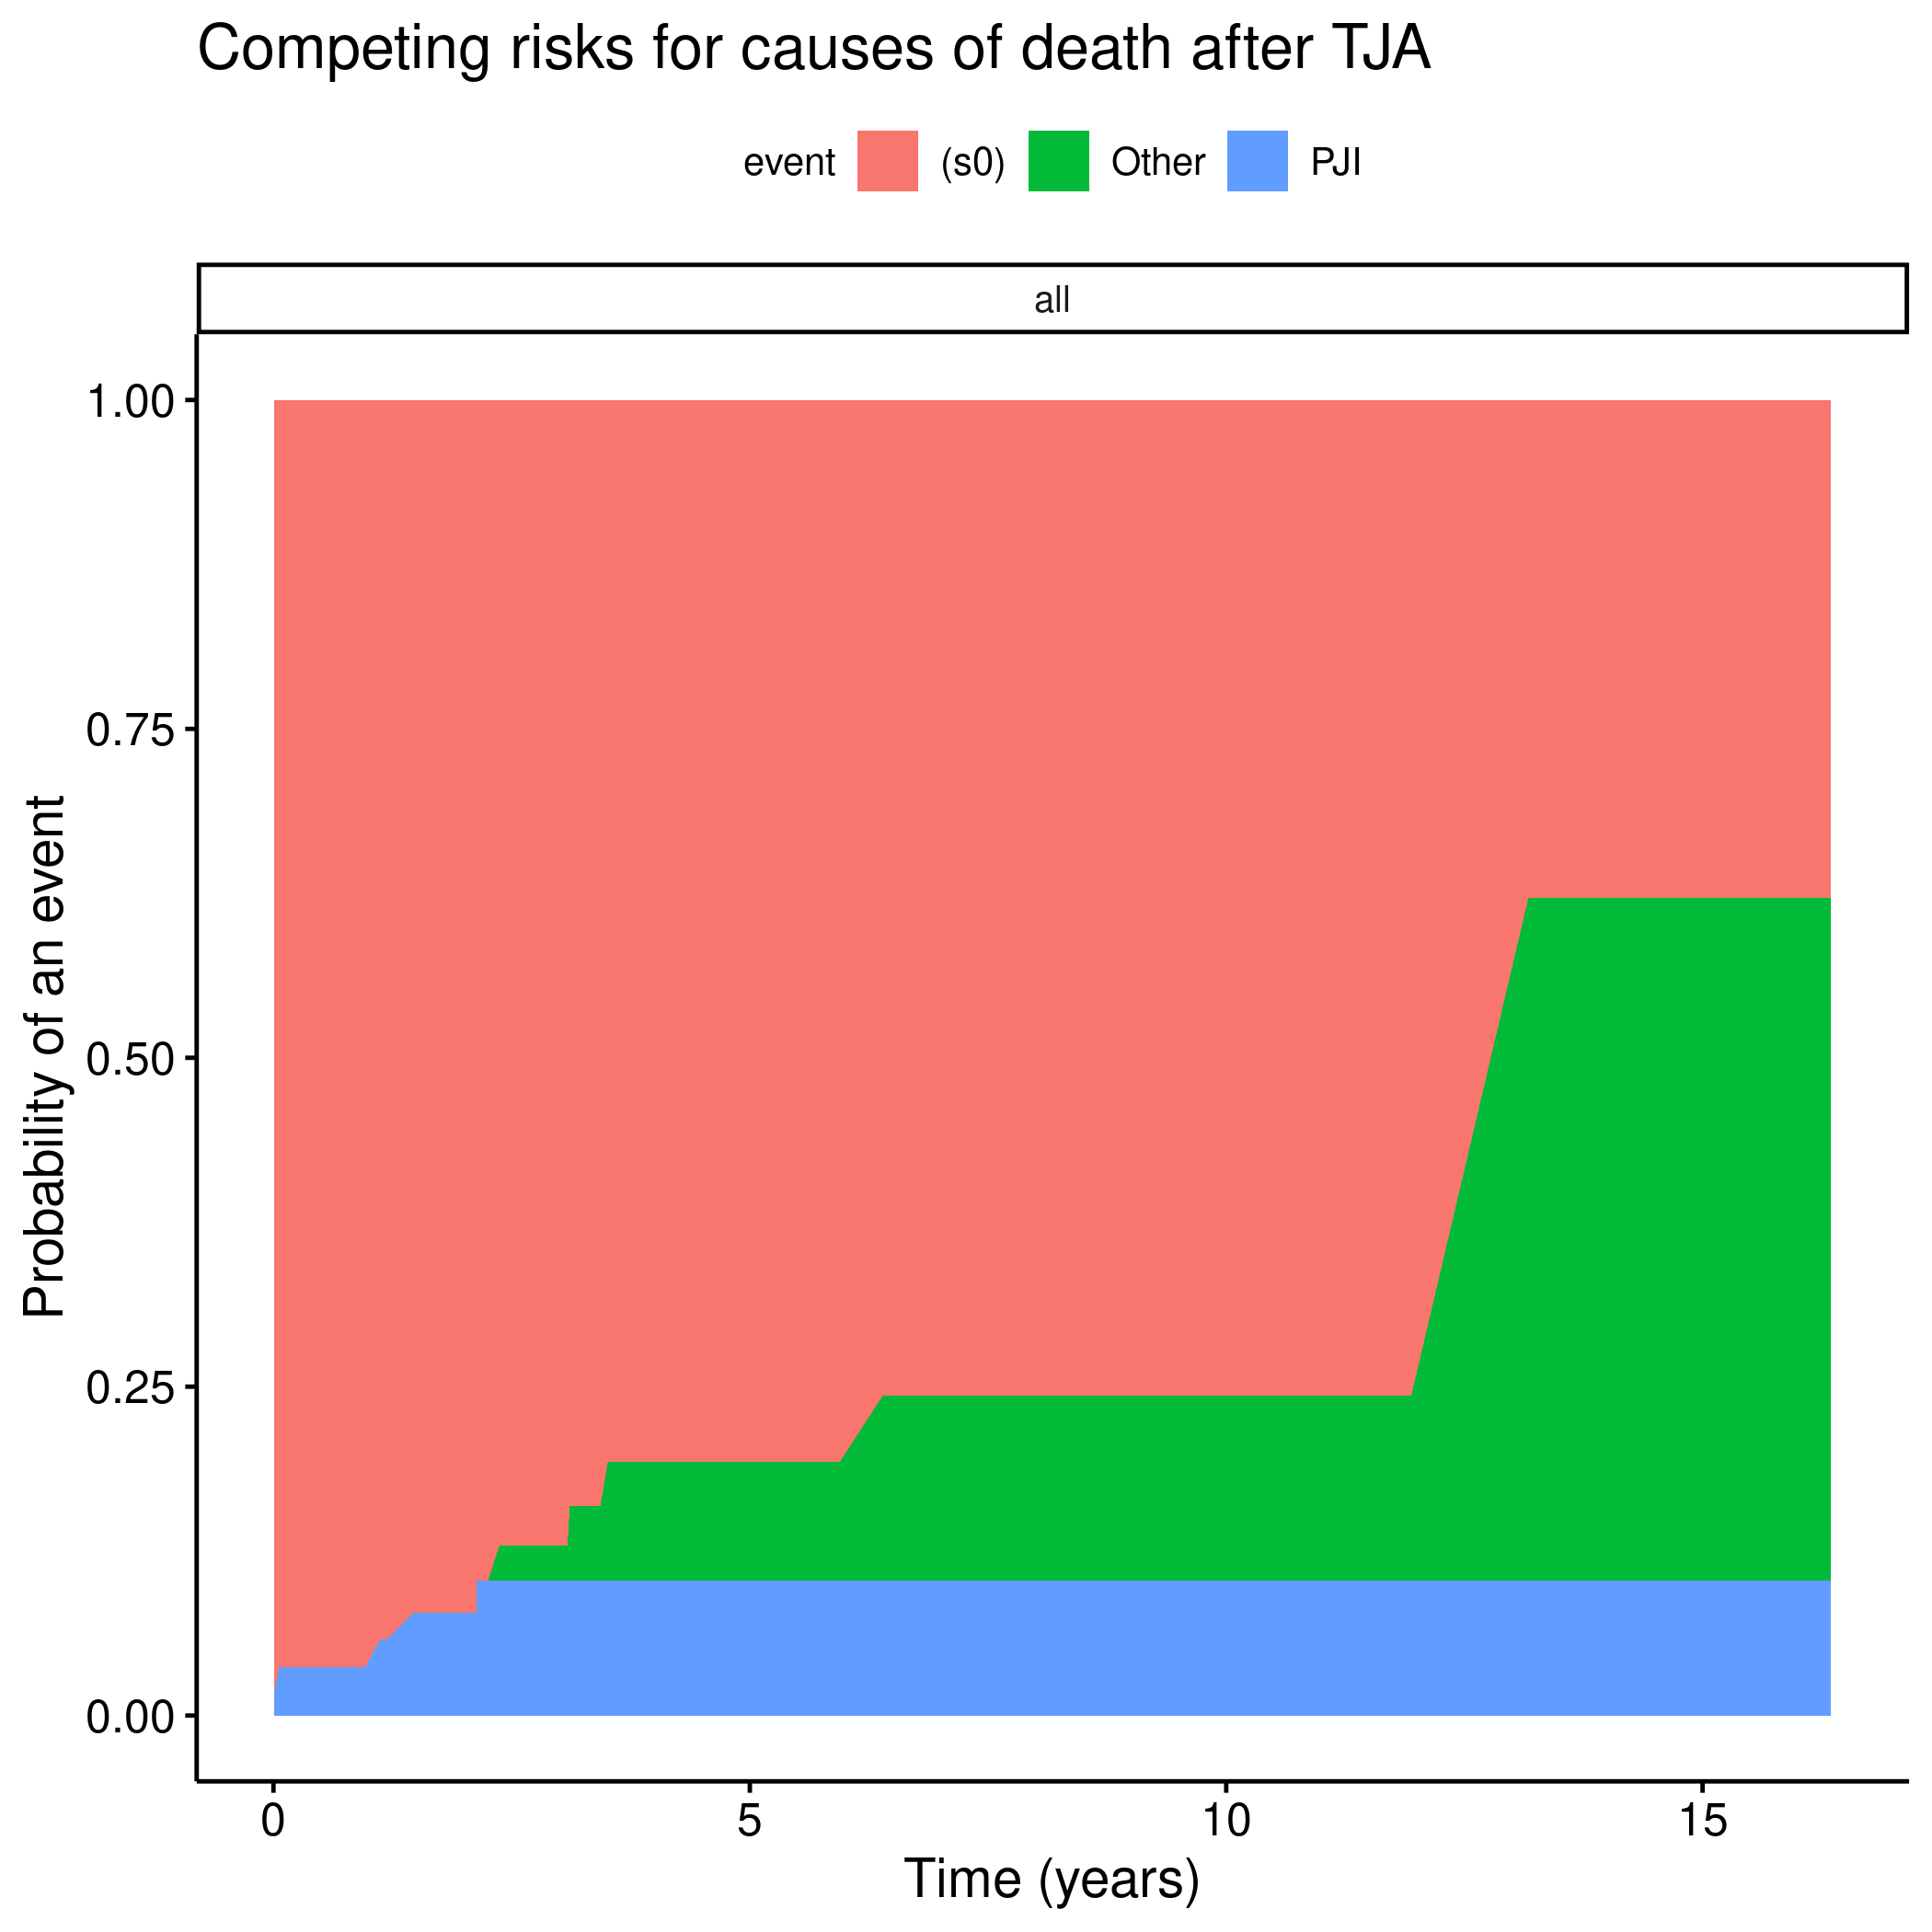 Competing risks for causes of death after TJA
event (s0) Other PJI
all
1.00
0.75
0.50
0.25
0.00
Probability of an event
0 5 10 15
Time (years)